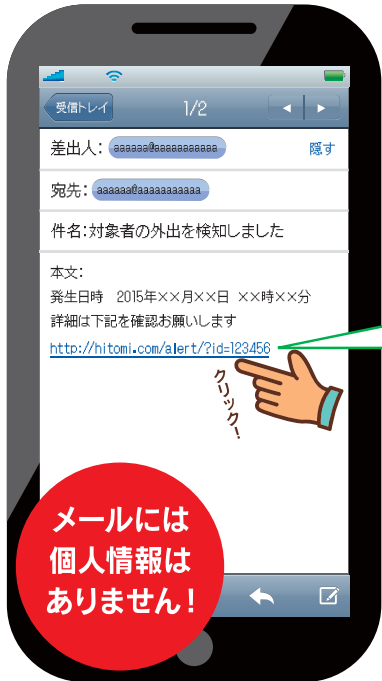 受信トレイ
1/2
差出人：aaaaaa@aaaaaaaaaaa
隠す
宛先：aaaaaa@aaaaaaaaaaa
件名：対象者の外出を検知しました
本文：
発生日時　2015年××月××日 ××時××分
詳細は下記を確認お願いします
http://hitomi.com/alert/?id=123456
クリック！
メールには
個人情報は
ありません！